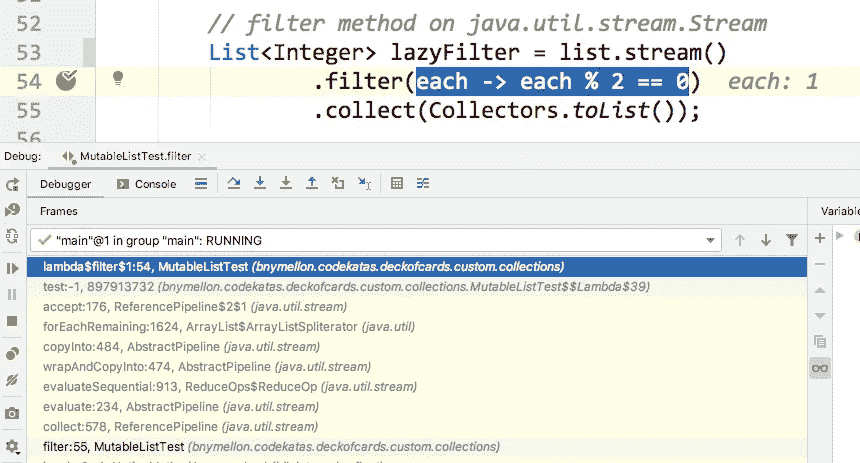 52 // filter method on java.util.stream.Stream
53 List<Integer> lazyFilter = list.stream()
54 .filter(each -> each % 2 == 0) each: 1
55 .collect(Collectors.toList());
56
Debug: MutableListTest.filter
Debugger Console
Frames
"main"@1 in group "main": RUNNING
lambda$filter$1:54, MutableListTest (bnymellon.codekatas.deckofcards.custom.collections)
test:-1, 897913732 (bnymellon.codekatas.deckofcards.custom.collections.MutableListTest$$Lambda$39)
accept:176, ReferencePipeline$2$1 (java.util.stream)
forEachRemaining:1624, ArrayList$ArrayListSpliterator (java.util)
copyInto:484, AbstractPipeline (java.util.stream)
wrapAndCopyInto:474, AbstractPipeline (java.util.stream)
evaluateSequential:913, ReduceOps$ReduceOp (java.util.stream)
evaluate:234, AbstractPipeline (java.util.stream)
collect:578, ReferencePipeline (java.util.stream)
filter:55, MutableListTest (bnymellon.codekatas.deckofcards.custom.collections)